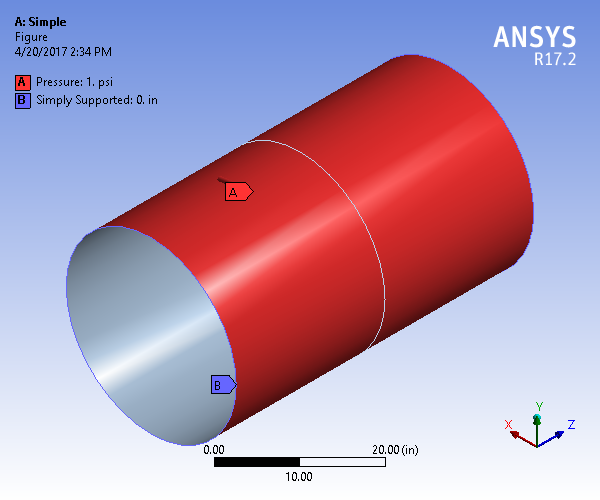 A: Simple
Figure
4/20/2017 2:34 PM
A Pressure: 1. psi
B Simply Supported: 0. in
ANSYS
R17.2
A
B
0.00 20.00 (in)
10.00
Y
X Z